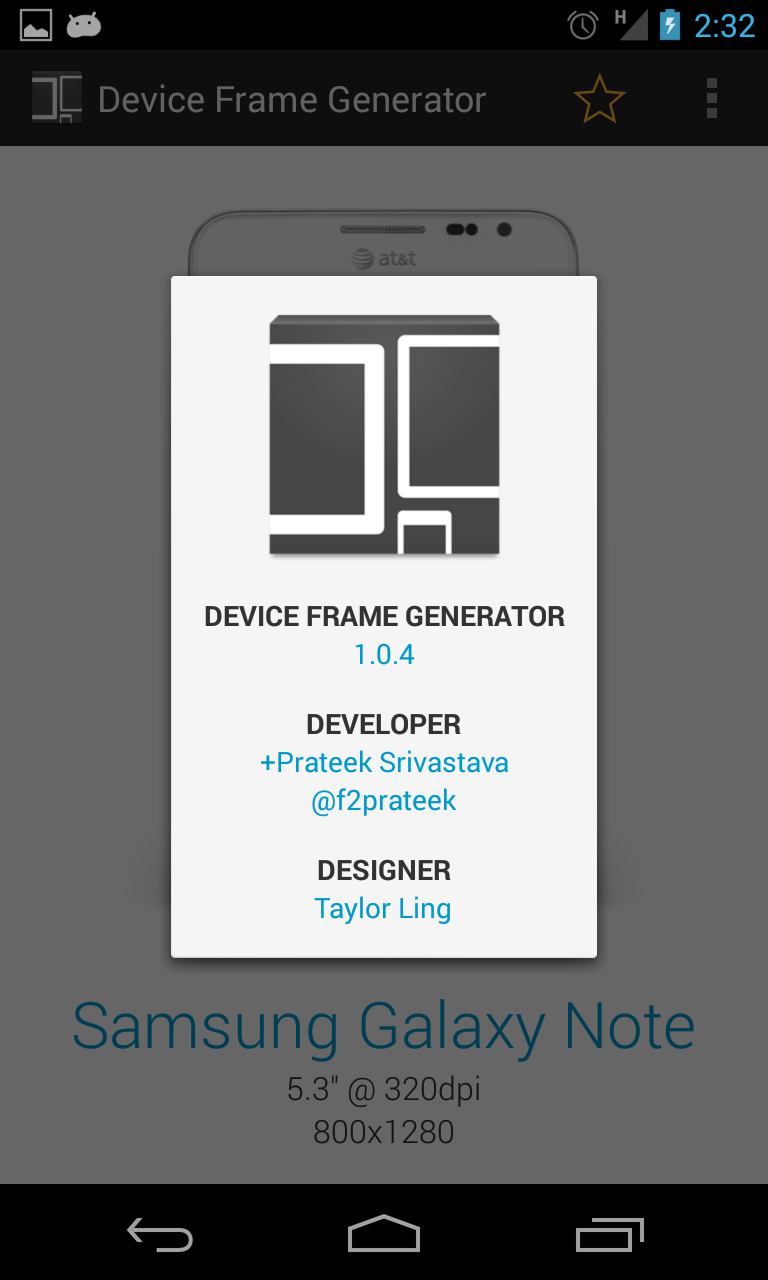 H
2:32
Device Frame Generator
at&t
DEVICE FRAME GENERATOR
1.0.4
DEVELOPER
+Prateek Srivastava
@f2prateek
DESIGNER
Taylor Ling
Samsung Galaxy Note
5.3" @ 320dpi
800x1280